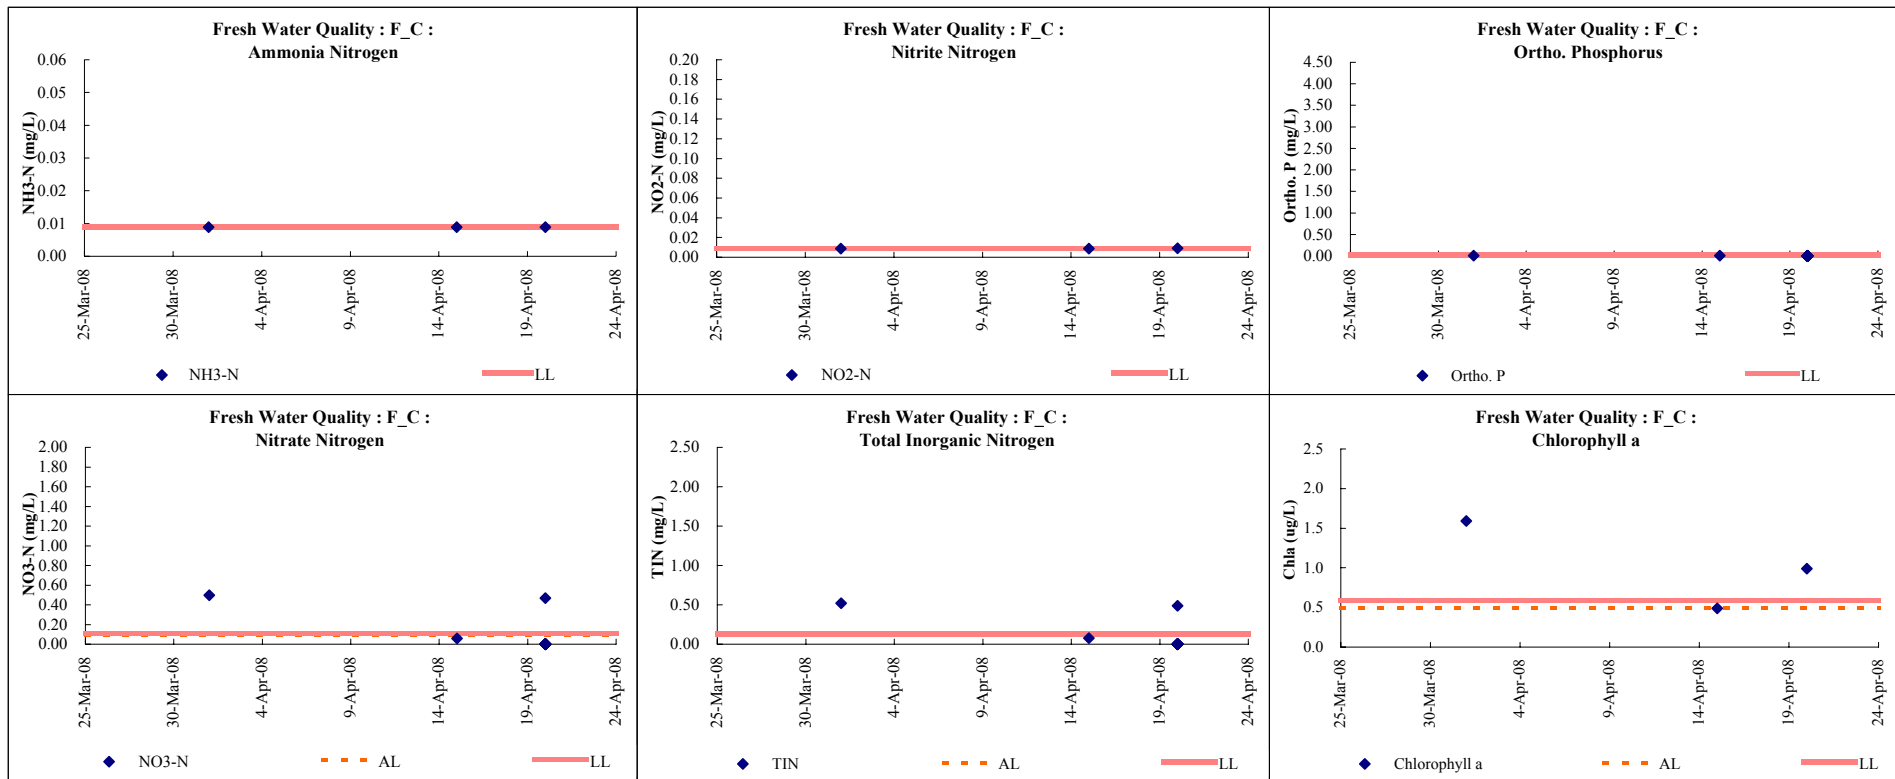 Fresh Water Quality : F_C :
Ammonia Nitrogen
NH3-N (mg/L)
0.06
0.05
0.04
0.03
0.02
0.01
0.00
25-Mar-08
30-Mar-08
4-Apr-08
9-Apr-08
14-Apr-08
19-Apr-08
24-Apr-08
NH3-N
LL
Fresh Water Quality : F_C :
Nitrite Nitrogen
NO2-N (mg/L)
0.20
0.18
0.16
0.14
0.12
0.10
0.08
0.06
0.04
0.02
0.00
25-Mar-08
30-Mar-08
4-Apr-08
9-Apr-08
14-Apr-08
19-Apr-08
24-Apr-08
NO2-N
LL
Fresh Water Quality : F_C :
Ortho. Phosphorus
Ortho. P (mg/L)
4.50
4.00
3.50
3.00
2.50
2.00
1.50
1.00
0.50
0.00
25-Mar-08
30-Mar-08
4-Apr-08
9-Apr-08
14-Apr-08
19-Apr-08
24-Apr-08
Ortho. P
LL
Fresh Water Quality : F_C :
Nitrate Nitrogen
NO3-N (mg/L)
2.00
1.80
1.60
1.40
1.20
1.00
0.80
0.60
0.40
0.20
0.00
25-Mar-08
30-Mar-08
4-Apr-08
9-Apr-08
14-Apr-08
19-Apr-08
24-Apr-08
NO3-N
AL
LL
Fresh Water Quality : F_C :
Total Inorganic Nitrogen
TIN (mg/L)
2.50
2.00
1.50
1.00
0.50
0.00
25-Mar-08
30-Mar-08
4-Apr-08
9-Apr-08
14-Apr-08
19-Apr-08
24-Apr-08
TIN
AL
LL
Fresh Water Quality : F_C :
Chlorophyll a
Chla (ug/L)
2.5
2.0
1.5
1.0
0.5
0.0
25-Mar-08
30-Mar-08
4-Apr-08
9-Apr-08
14-Apr-08
19-Apr-08
24-Apr-08
Chlorophyll a
AL
LL